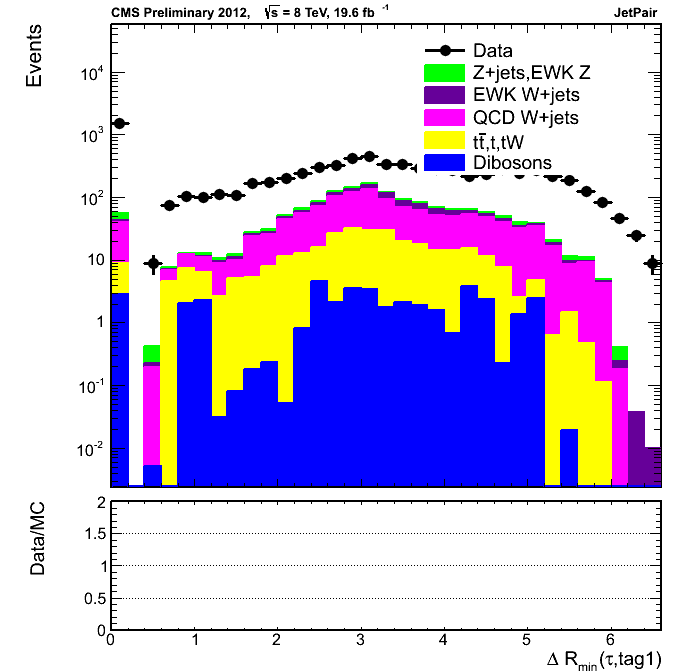 CMS Preliminary 2012, √s = 8 TeV, 19.6 fb⁻¹ JetPair
Events
Data
Z+jets,EWK Z
EWK W+jets
QCD W+jets
tt̄,t,tW
Dibosons
10⁴
10³
10²
10
1
10⁻¹
10⁻²
Data/MC
2
1.5
1
0.5
0
0 1 2 3 4 5 6
Δ R_min(τ,tag1)